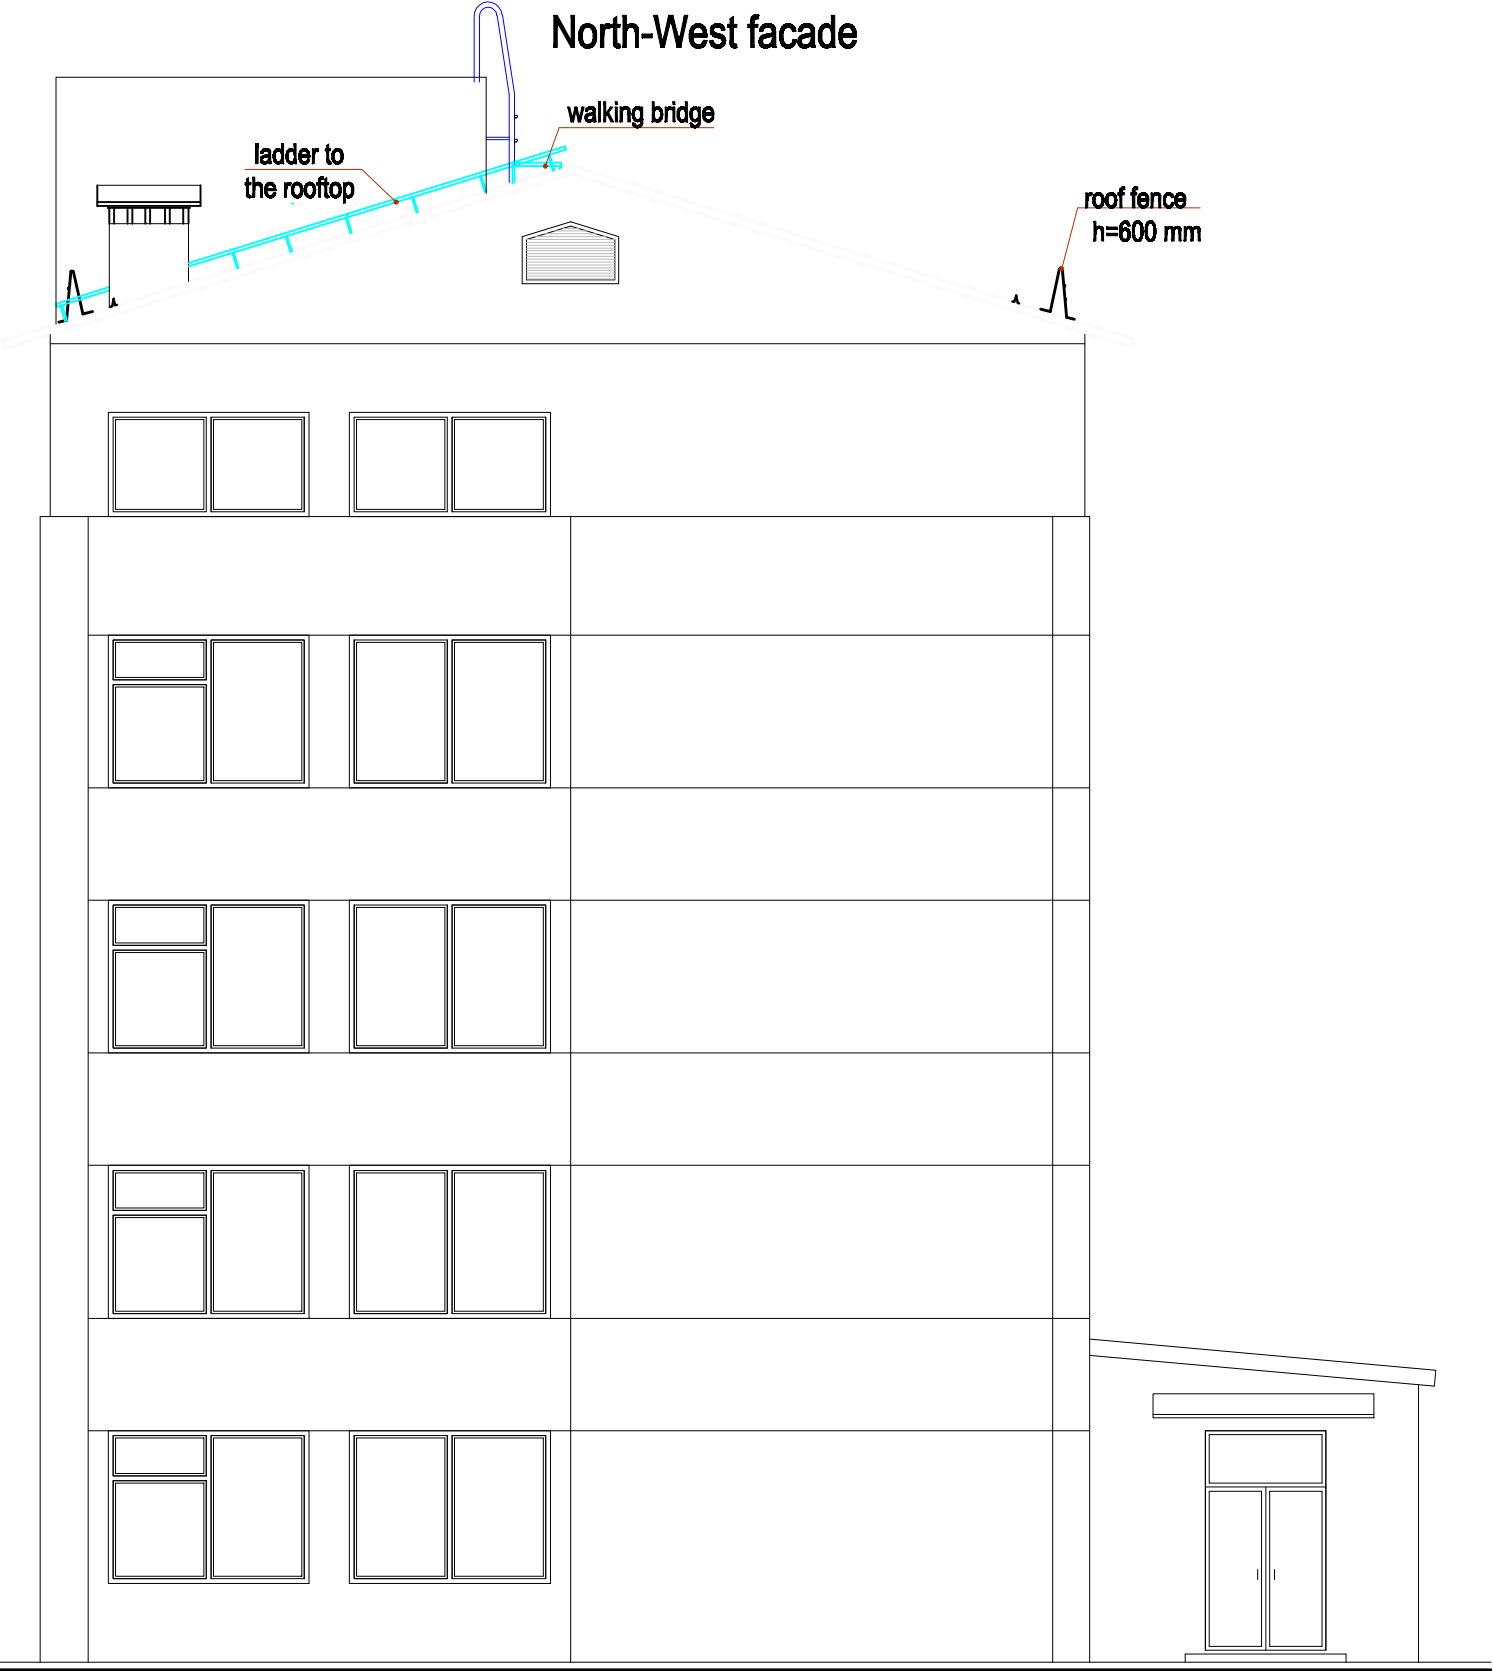 North-West facade
walking bridge
ladder to
the rooftop
roof fence
h=600 mm